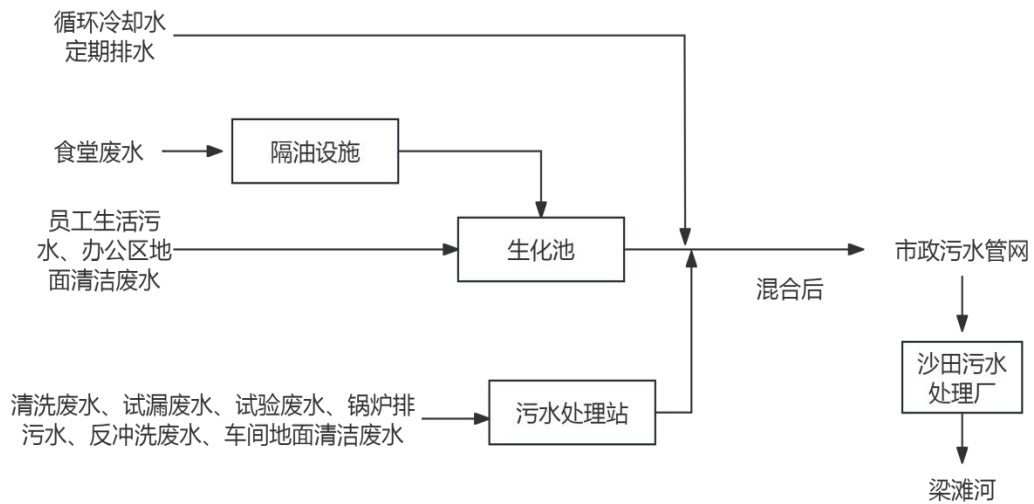 循环冷却水
定期排水
食堂废水
隔油设施
员工生活污
水、办公区地
面清洁废水
生化池
混合后
市政污水管网
清洗废水、试漏废水、试验废水、锅炉排
污水、反冲洗废水、车间地面清洁废水
污水处理站
沙田污水
处理厂
梁滩河